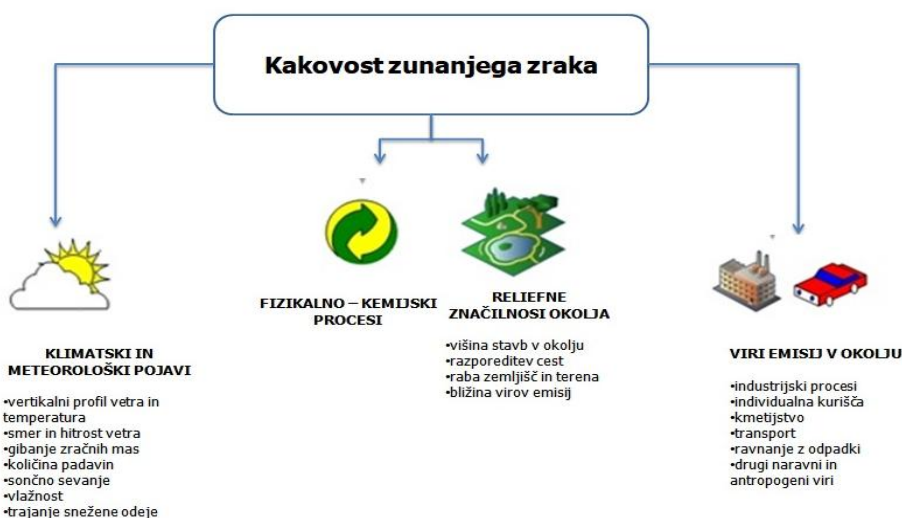 Kakovost zunanjega zraka
KLIMATSKI IN
METEOROLOŠKI POJAVI
•vertikalni profil vetra in
temperatura
•smer in hitrost vetra
•gibanje zračnih mas
•količina padavin
•sončno sevanje
•vlažnost
•trajanje snežene odeje
FIZIKALNO – KEMIJSKI
PROCESI
RELIEFNE
ZNAČILNOSTI OKOLJA
•višina stavb v okolju
•razporeditev cest
•raba zemljišč in terena
•bližina virov emisij
VIRI EMISIJ V OKOLJU
•industrijski procesi
•individualna kurišča
•kmetijstvo
•transport
•ravnanje z odpadki
•drugi naravni in
antropogeni viri